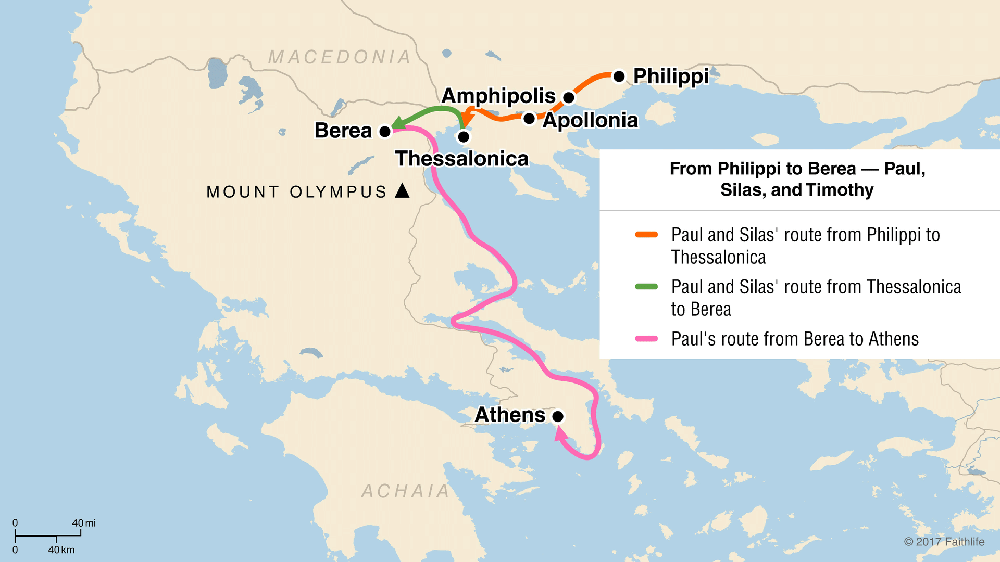 MACEDONIA
Philippi
Amphipolis
Apollonia
Berea
Thessalonica
MOUNT OLYMPUS
From Philippi to Berea — Paul,
Silas, and Timothy
Paul and Silas' route from Philippi to
Thessalonica
Paul and Silas' route from Thessalonica
to Berea
Paul's route from Berea to Athens
Athens
ACHAIA
0 40 mi
0 40 km
© 2017 Faithlife